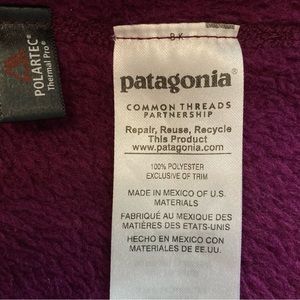 POLARTEC®
Thermal Pro®
BK
patagonia®
COMMON THREADS
PARTNERSHIP
Repair, Reuse, Recycle
This Product
www.patagonia.com
100% POLYESTER
EXCLUSIVE OF TRIM
MADE IN MEXICO OF U.S.
MATERIALS
FABRIQUÉ AU MEXIQUE DES
MATIÈRES DES ETATS-UNIS
HECHO EN MEXICO CON
MATERIALES DE EE.UU.